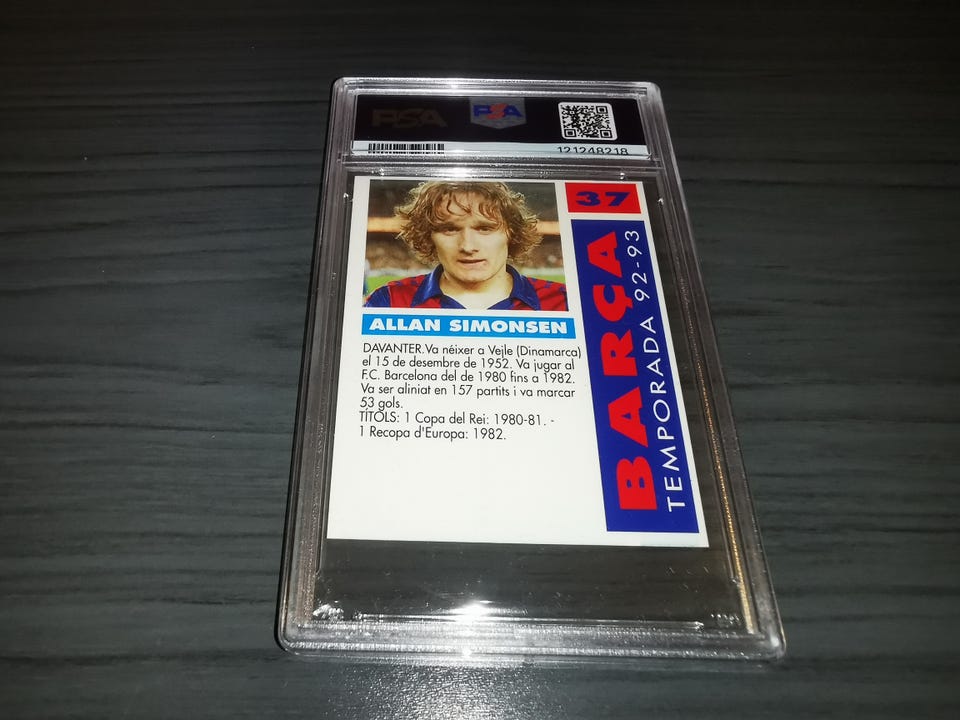 PSA
PSA
121248218
37
BARÇA
TEMPORADA 92-93
ALLAN SIMONSEN
DAVANTER. Va néixer a Vejle (Dinamarca)
el 15 de desembre de 1952. Va jugar al
F.C. Barcelona del de 1980 fins a 1982.
Va ser aliniat en 157 partits i va marcar
53 gols.
TÍTOLS: 1 Copa del Rei: 1980-81. -
1 Recopa d'Europa: 1982.